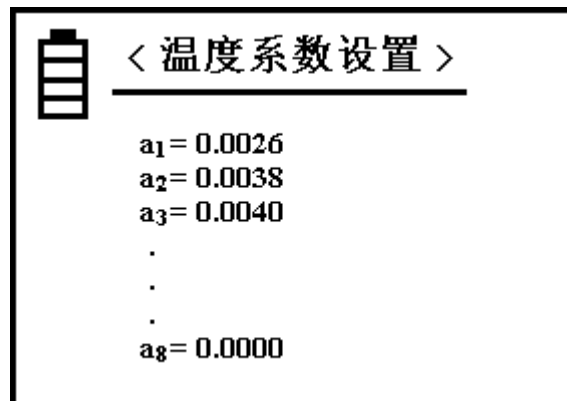 <温度系数设置>
a₁= 0.0026
a₂= 0.0038
a₃= 0.0040
.
.
.
a₈= 0.0000